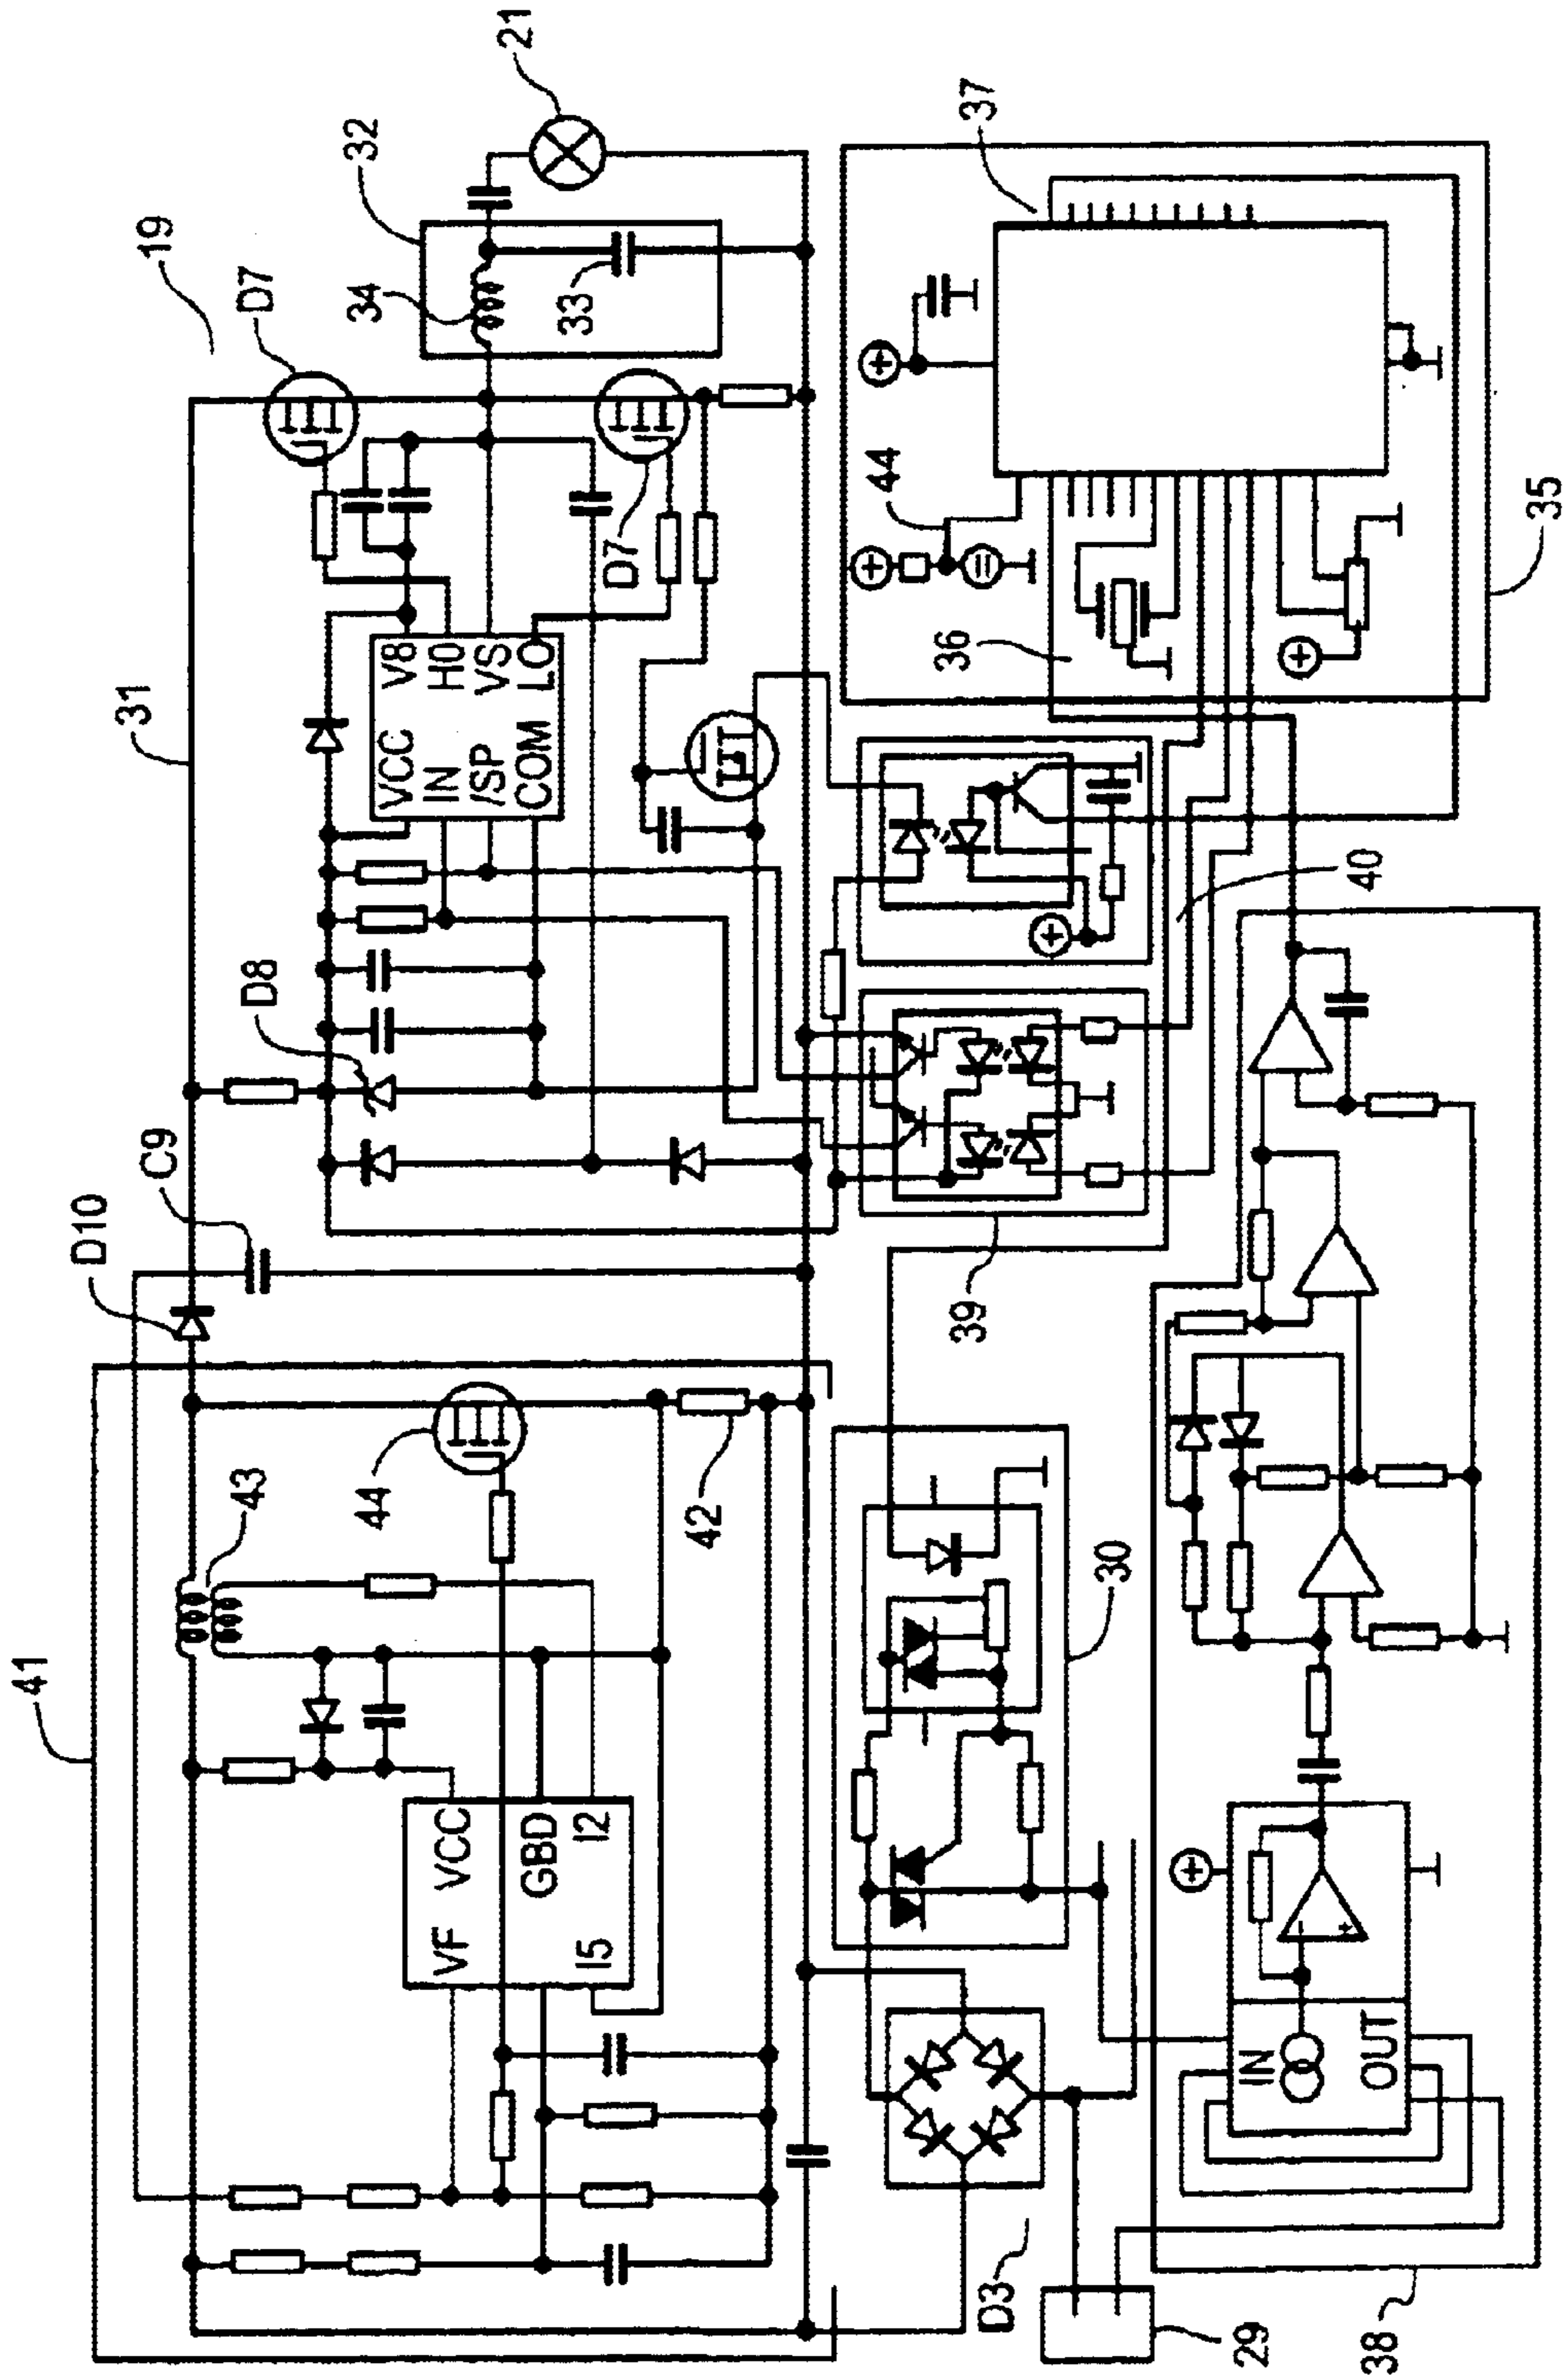 21
32
19
D7
34
33
31
V8
H0
VS
LO
VCC
IN
/SP
COM
D7
37
44
36
35
D8
C9
D10
40
39
41
43
44
42
VCC
GBD
I2
VF
I5
30
D3
29
IN
OUT
38